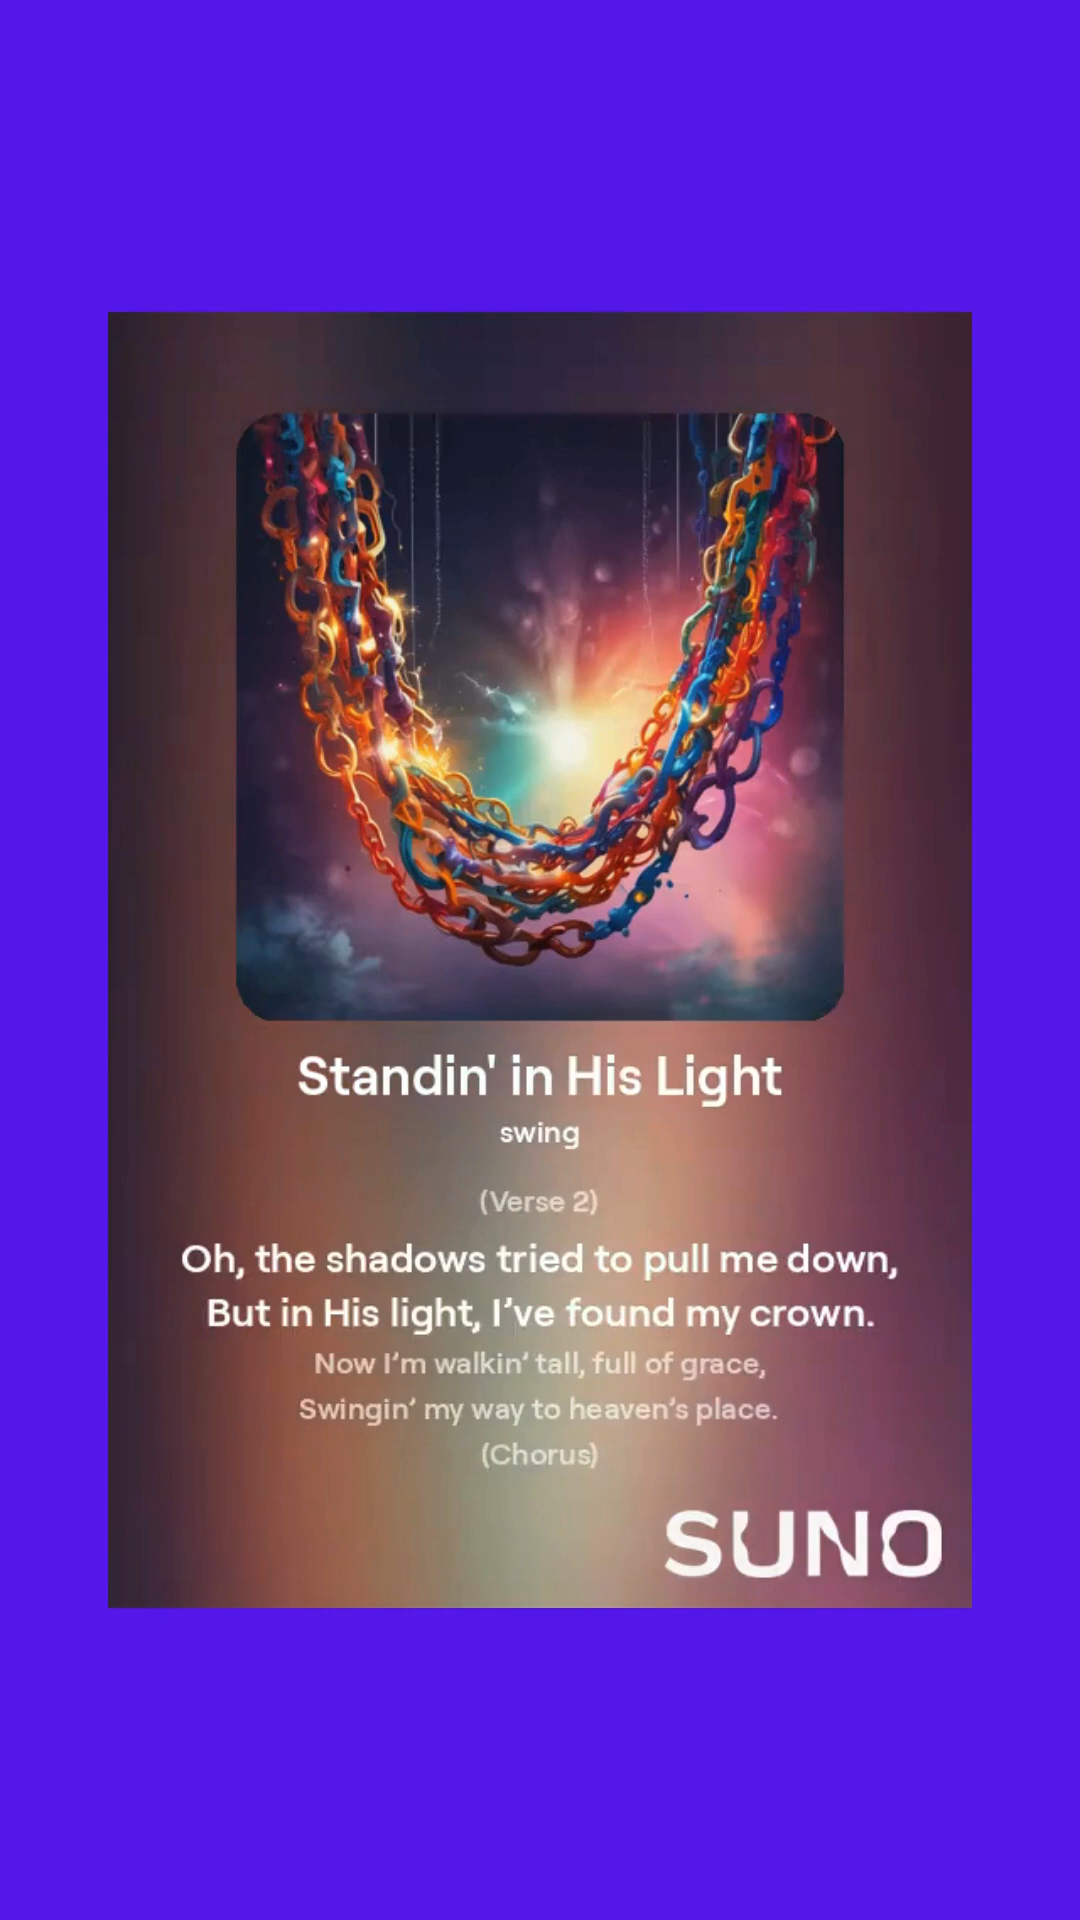 Standin' in His Light
swing
(Verse 2)
Oh, the shadows tried to pull me down,
But in His light, I’ve found my crown.
Now I’m walkin’ tall, full of grace,
Swingin’ my way to heaven’s place.
(Chorus)
SUNO